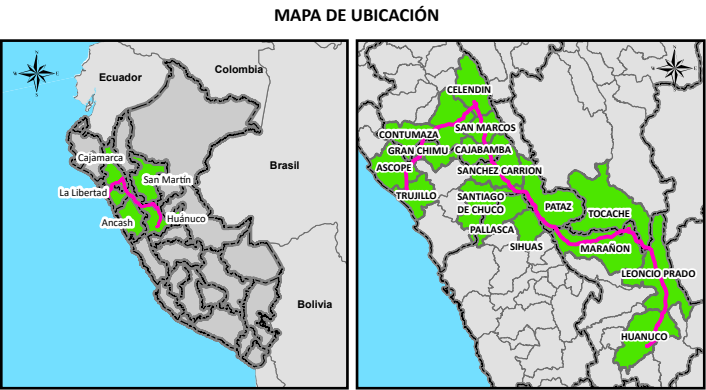 MAPA DE UBICACIÓN
Ecuador
Colombia
Brasil
Cajamarca
San Martín
La Libertad
Huánuco
Ancash
Bolivia
CELENDIN
CONTUMAZA
SAN MARCOS
GRAN CHIMU
CAJABAMBA
ASCOPE
SANCHEZ CARRION
TRUJILLO
SANTIAGO
DE CHUCO
PATAZ
TOCACHE
PALLASCA
SIHUAS
MARAÑON
LEONCIO PRADO
HUANUCO